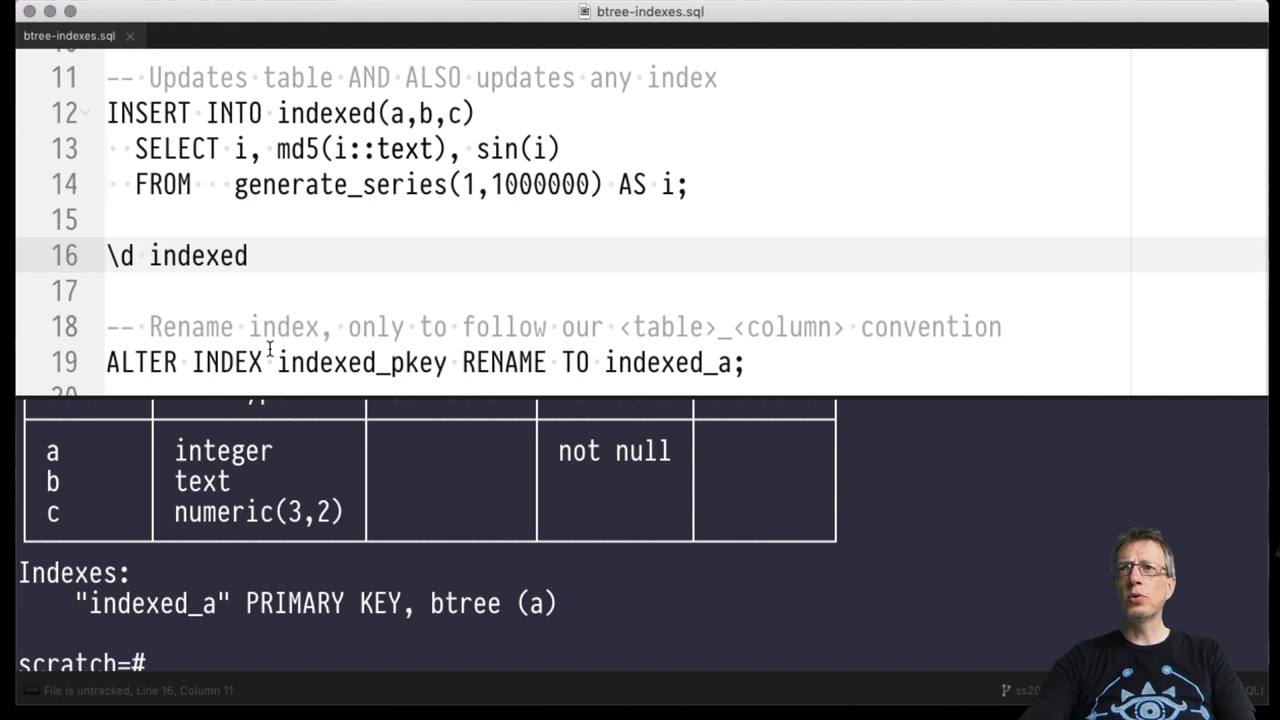 btree-indexes.sql
btree-indexes.sql
11 -- Updates table AND ALSO updates any index
12 INSERT INTO indexed(a,b,c)
13 SELECT i, md5(i::text), sin(i)
14 FROM generate_series(1,1000000) AS i;
15
16 \d indexed
17
18 -- Rename index, only to follow our <table>_<column> convention
19 ALTER INDEX indexed_pkey RENAME TO indexed_a;
a integer not null
b text
c numeric(3,2)
Indexes:
"indexed_a" PRIMARY KEY, btree (a)
scratch=#
File is untracked, Line 16, Column 11